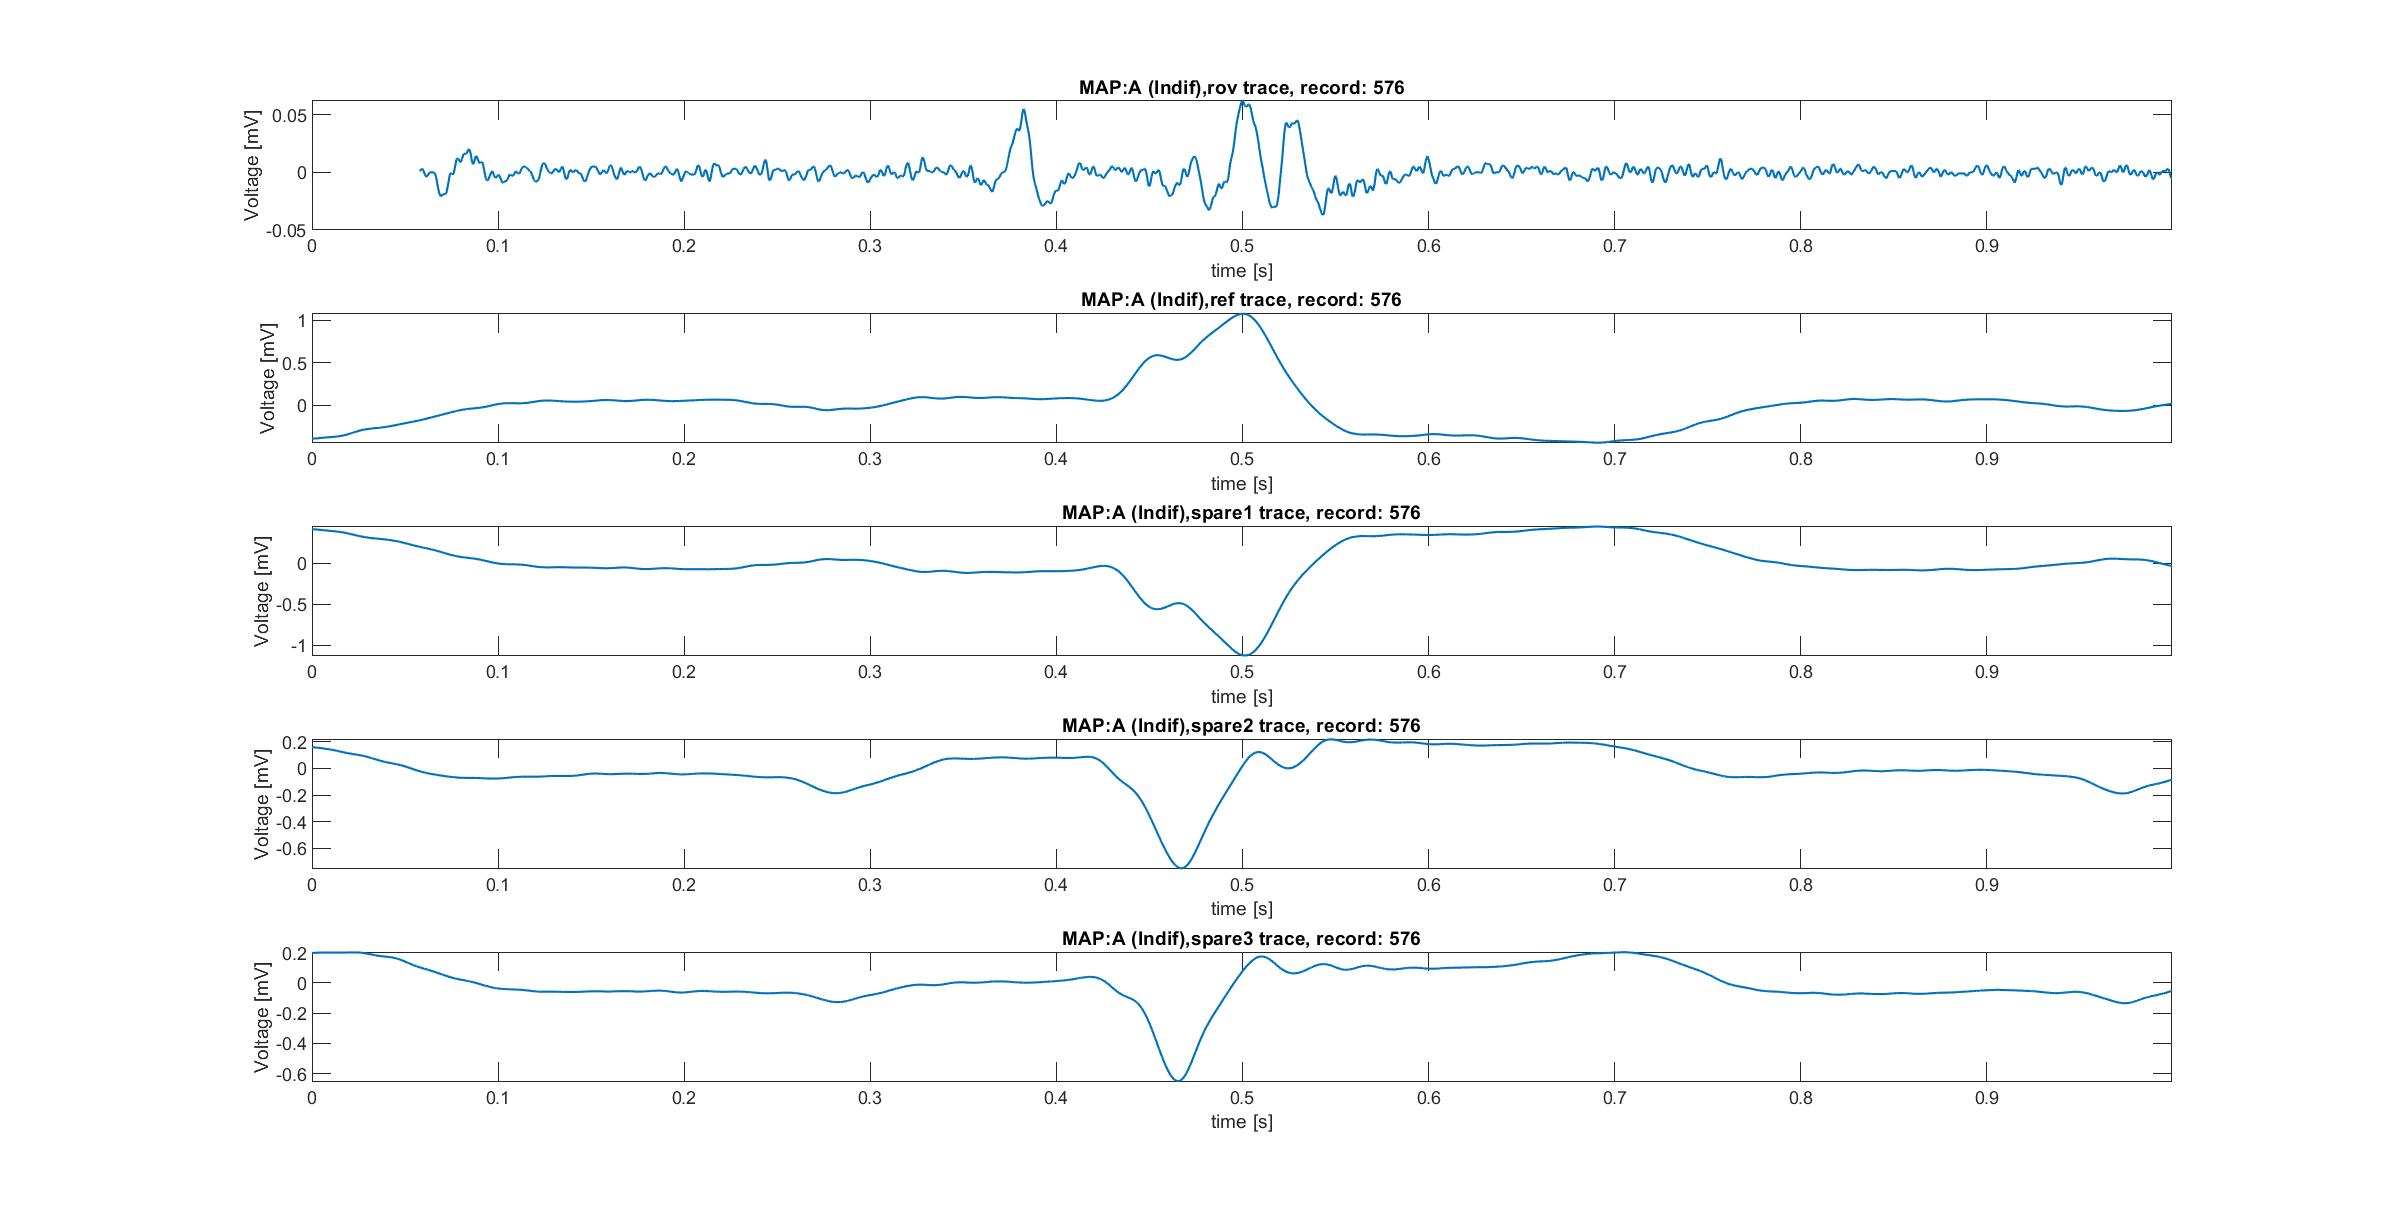 MAP:A (Indif),rov trace, record: 576
Voltage [mV]
0.05
0
-0.05
0 0.1 0.2 0.3 0.4 0.5 0.6 0.7 0.8 0.9
time [s]
MAP:A (Indif),ref trace, record: 576
Voltage [mV]
1
0.5
0
0 0.1 0.2 0.3 0.4 0.5 0.6 0.7 0.8 0.9
time [s]
MAP:A (Indif),spare1 trace, record: 576
Voltage [mV]
0
-0.5
-1
0 0.1 0.2 0.3 0.4 0.5 0.6 0.7 0.8 0.9
time [s]
MAP:A (Indif),spare2 trace, record: 576
Voltage [mV]
0.2
0
-0.2
-0.4
-0.6
0 0.1 0.2 0.3 0.4 0.5 0.6 0.7 0.8 0.9
time [s]
MAP:A (Indif),spare3 trace, record: 576
Voltage [mV]
0.2
0
-0.2
-0.4
-0.6
0 0.1 0.2 0.3 0.4 0.5 0.6 0.7 0.8 0.9
time [s]